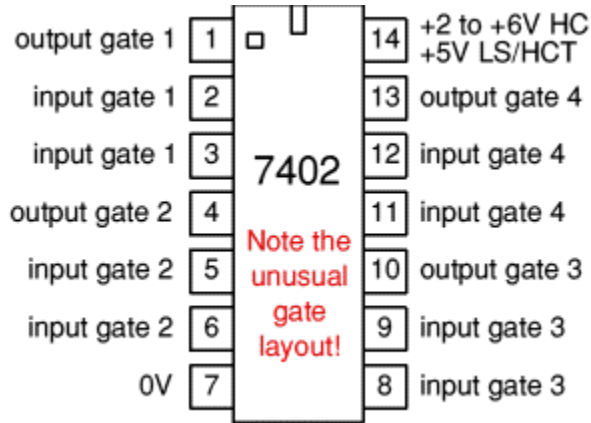 output gate 1 1
input gate 1 2
input gate 1 3
output gate 2 4
input gate 2 5
input gate 2 6
0V 7
7402
Note the
unusual
gate
layout!
14 +2 to +6V HC
+5V LS/HCT
13 output gate 4
12 input gate 4
11 input gate 4
10 output gate 3
9 input gate 3
8 input gate 3